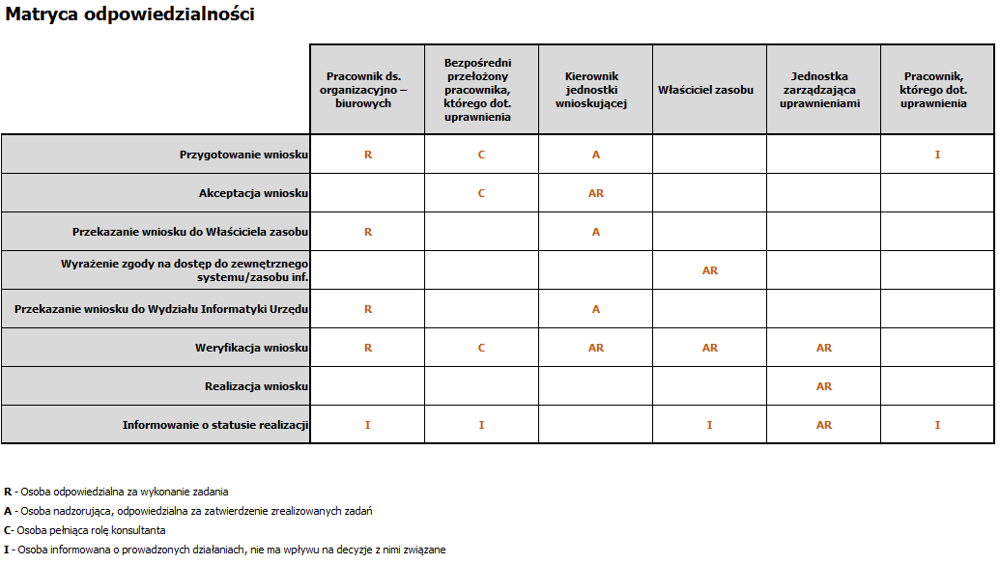 Matryca odpowiedzialności
Pracownik ds.
organizacyjno –
biurowych
Bezpośredni
przełożony
pracownika,
którego dot.
uprawnienia
Kierownik
jednostki
wnioskującej
Właściciel zasobu
Jednostka
zarządzająca
uprawnieniami
Pracownik,
którego dot.
uprawnienia
Przygotowanie wniosku R C A I
Akceptacja wniosku C AR
Przekazanie wniosku do Właściciela zasobu R A
Wyrażenie zgody na dostęp do zewnętrznego
systemu/zasobu inf. AR
Przekazanie wniosku do Wydziału Informatyki Urzędu R A
Weryfikacja wniosku R C AR AR AR
Realizacja wniosku AR
Informowanie o statusie realizacji I I I AR I
R - Osoba odpowiedzialna za wykonanie zadania
A - Osoba nadzorująca, odpowiedzialna za zatwierdzenie zrealizowanych zadań
C- Osoba pełniąca rolę konsultanta
I - Osoba informowana o prowadzonych działaniach, nie ma wpływu na decyzje z nimi związane